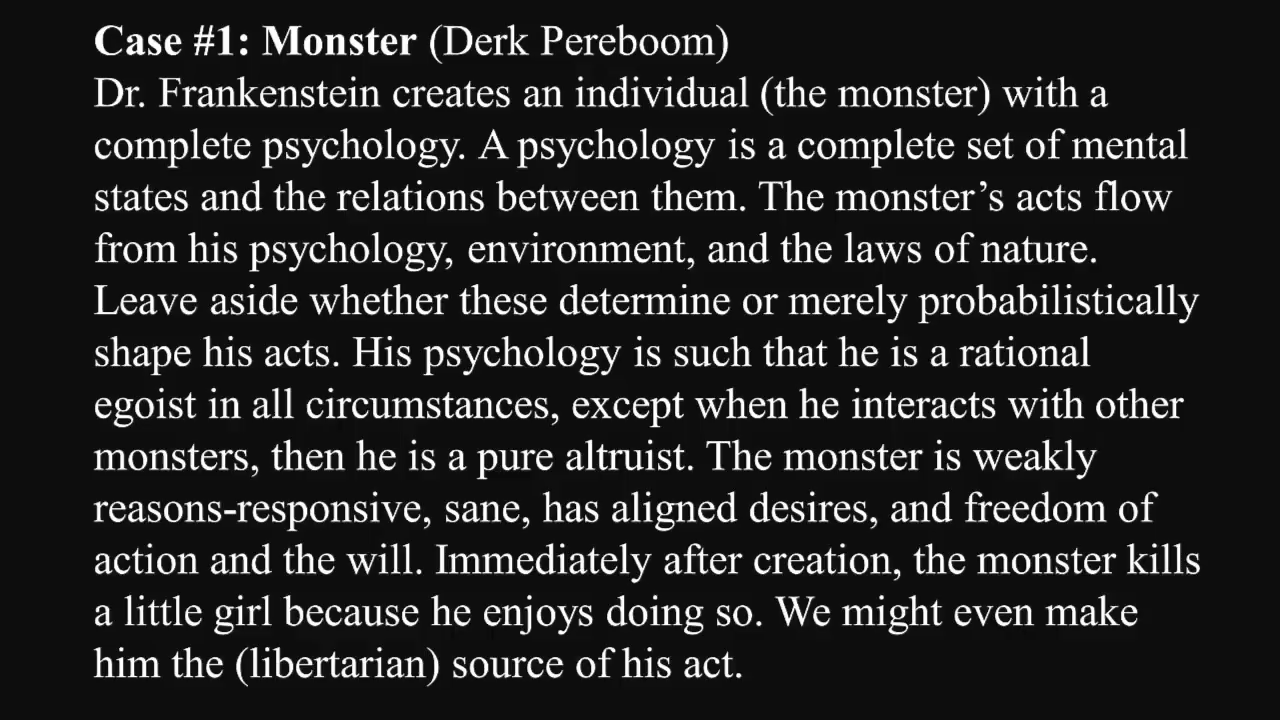 Case #1: Monster (Derk Pereboom)
Dr. Frankenstein creates an individual (the monster) with a
complete psychology. A psychology is a complete set of mental
states and the relations between them. The monster’s acts flow
from his psychology, environment, and the laws of nature.
Leave aside whether these determine or merely probabilistically
shape his acts. His psychology is such that he is a rational
egoist in all circumstances, except when he interacts with other
monsters, then he is a pure altruist. The monster is weakly
reasons-responsive, sane, has aligned desires, and freedom of
action and the will. Immediately after creation, the monster kills
a little girl because he enjoys doing so. We might even make
him the (libertarian) source of his act.